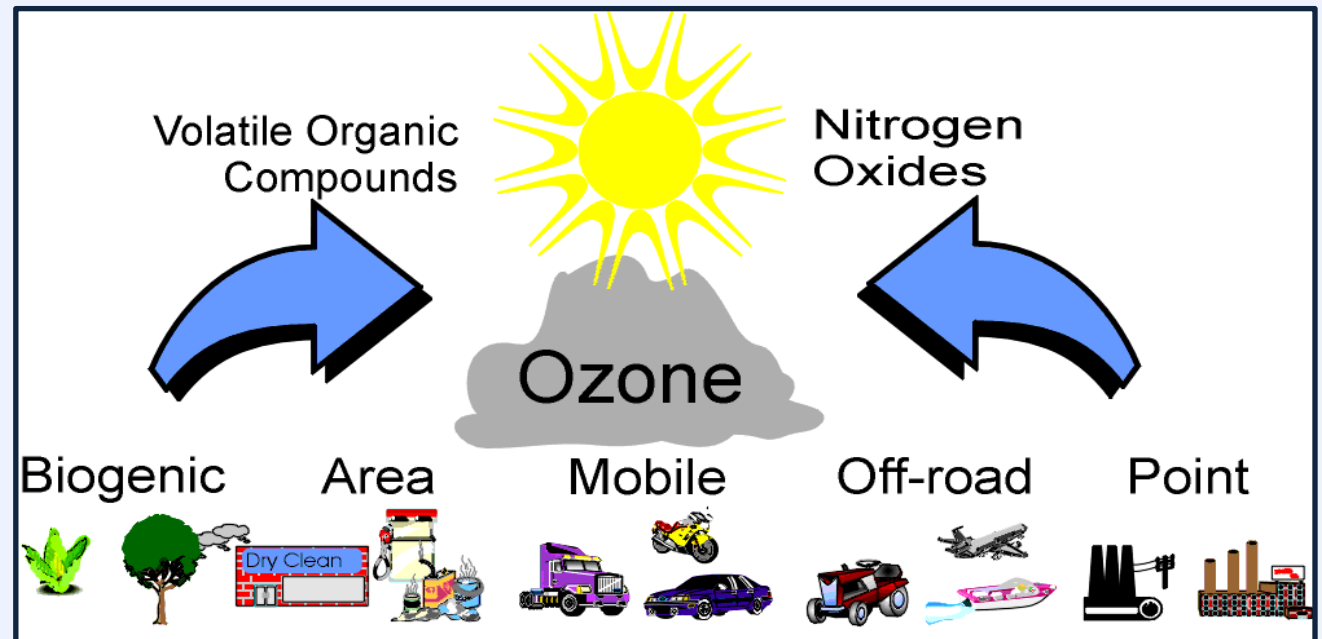 Volatile Organic
Compounds
Nitrogen
Oxides
Ozone
Biogenic Area Mobile Off-road Point
Dry Clean